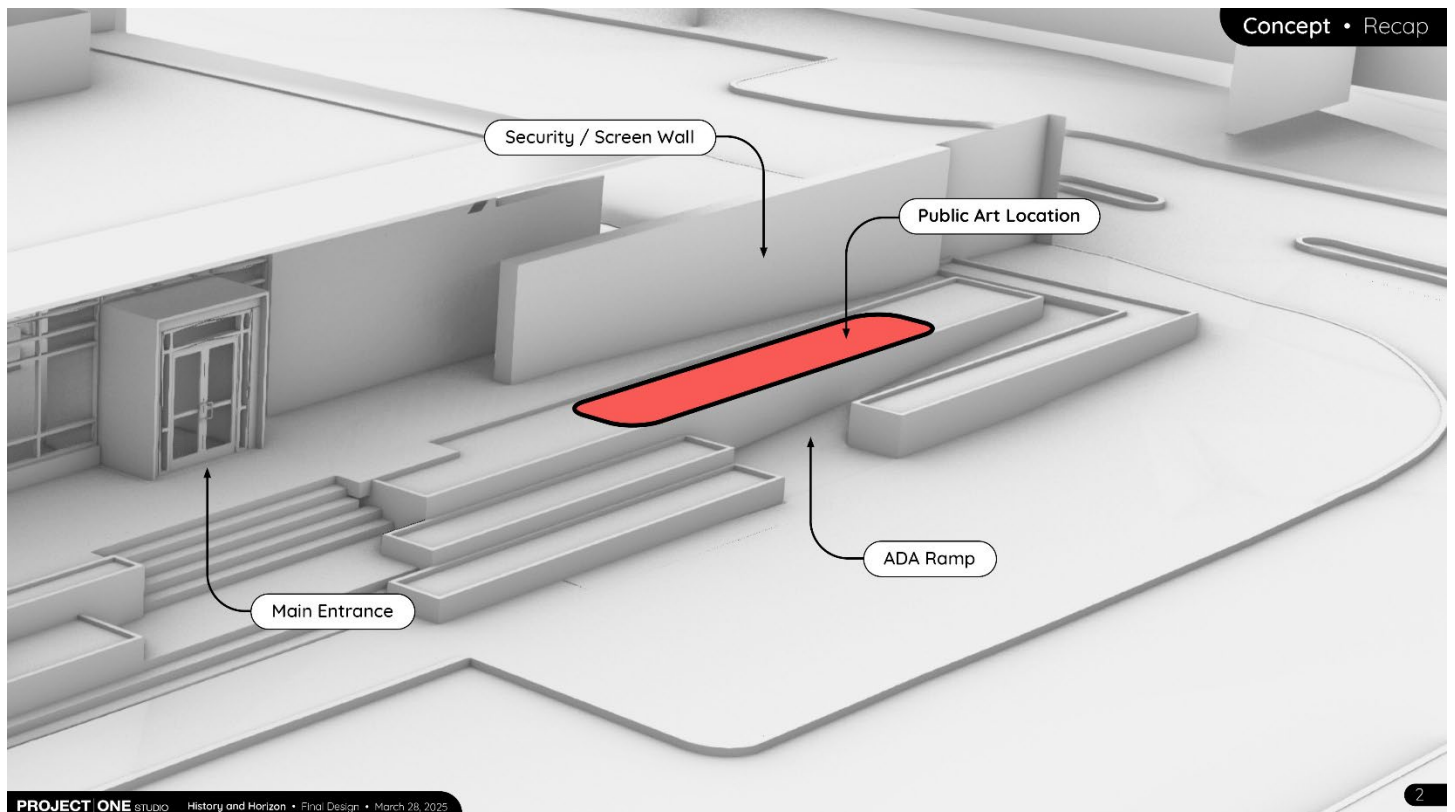 Concept • Recap
Security / Screen Wall
Public Art Location
ADA Ramp
Main Entrance
PROJECT|ONE STUDIO History and Horizon • Final Design • March 28, 2025
2